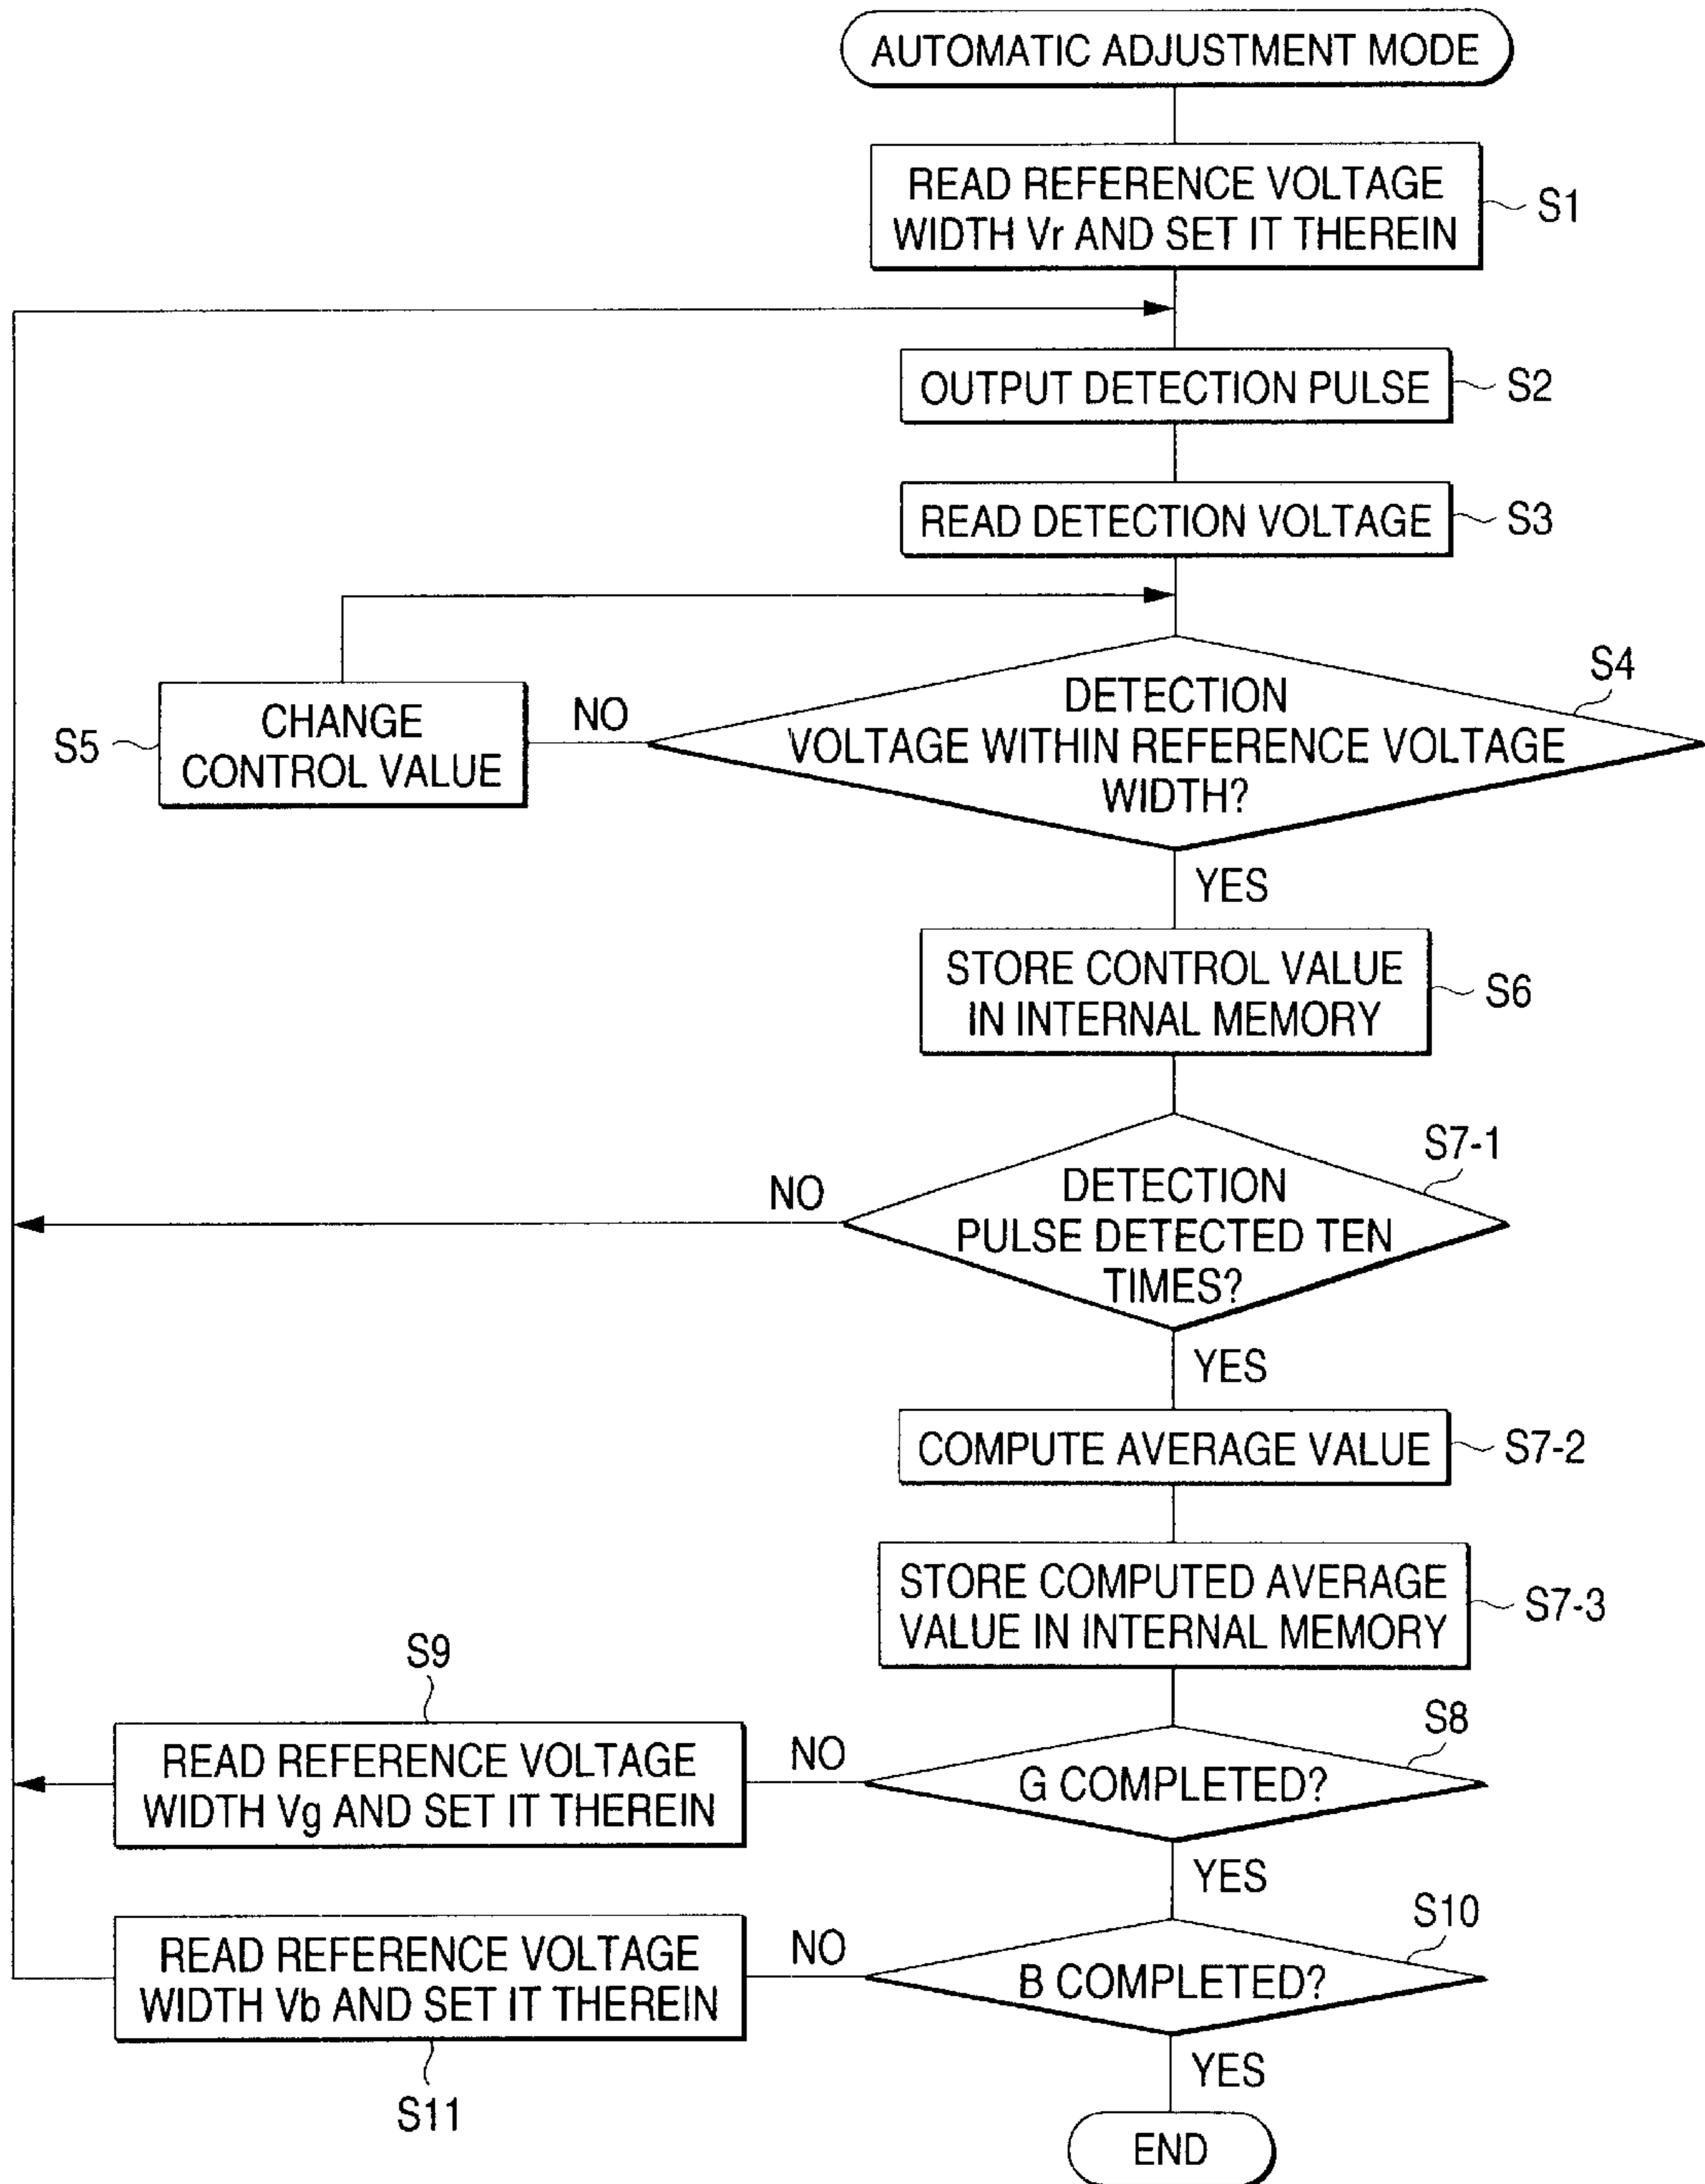 AUTOMATIC ADJUSTMENT MODE
READ REFERENCE VOLTAGE
WIDTH Vr AND SET IT THEREIN
S1
OUTPUT DETECTION PULSE
S2
READ DETECTION VOLTAGE
S3
DETECTION
VOLTAGE WITHIN REFERENCE VOLTAGE
WIDTH?
S4
NO
CHANGE
CONTROL VALUE
S5
YES
STORE CONTROL VALUE
IN INTERNAL MEMORY
S6
DETECTION
PULSE DETECTED TEN
TIMES?
S7-1
NO
YES
COMPUTE AVERAGE VALUE
S7-2
STORE COMPUTED AVERAGE
VALUE IN INTERNAL MEMORY
S7-3
G COMPLETED?
S8
NO
READ REFERENCE VOLTAGE
WIDTH Vg AND SET IT THEREIN
S9
YES
B COMPLETED?
S10
NO
READ REFERENCE VOLTAGE
WIDTH Vb AND SET IT THEREIN
S11
YES
END